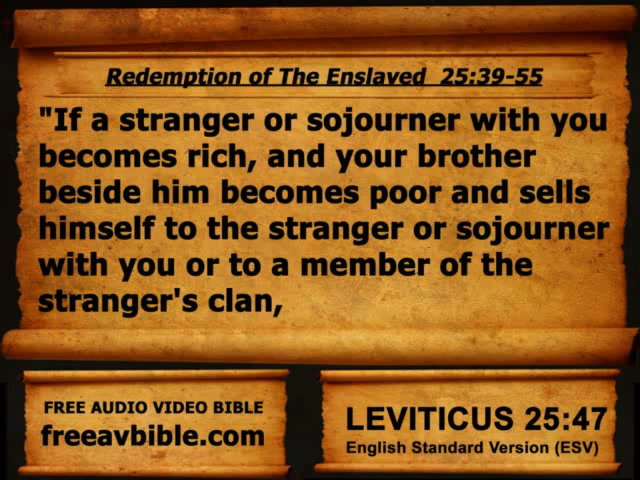 Redemption of The Enslaved 25:39-55
"If a stranger or sojourner with you
becomes rich, and your brother
beside him becomes poor and sells
himself to the stranger or sojourner
with you or to a member of the
stranger's clan,
FREE AUDIO VIDEO BIBLE
freeavbible.com
LEVITICUS 25:47
English Standard Version (ESV)